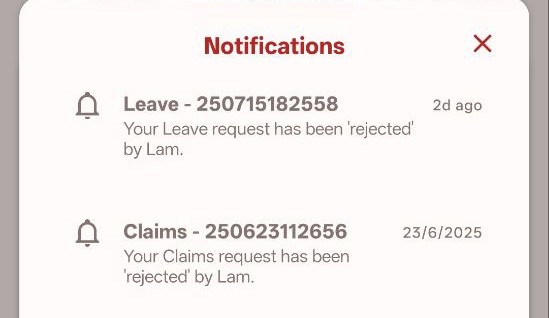 Notifications
Leave - 250715182558
2d ago
Your Leave request has been 'rejected'
by Lam.
Claims - 250623112656
23/6/2025
Your Claims request has been
'rejected' by Lam.